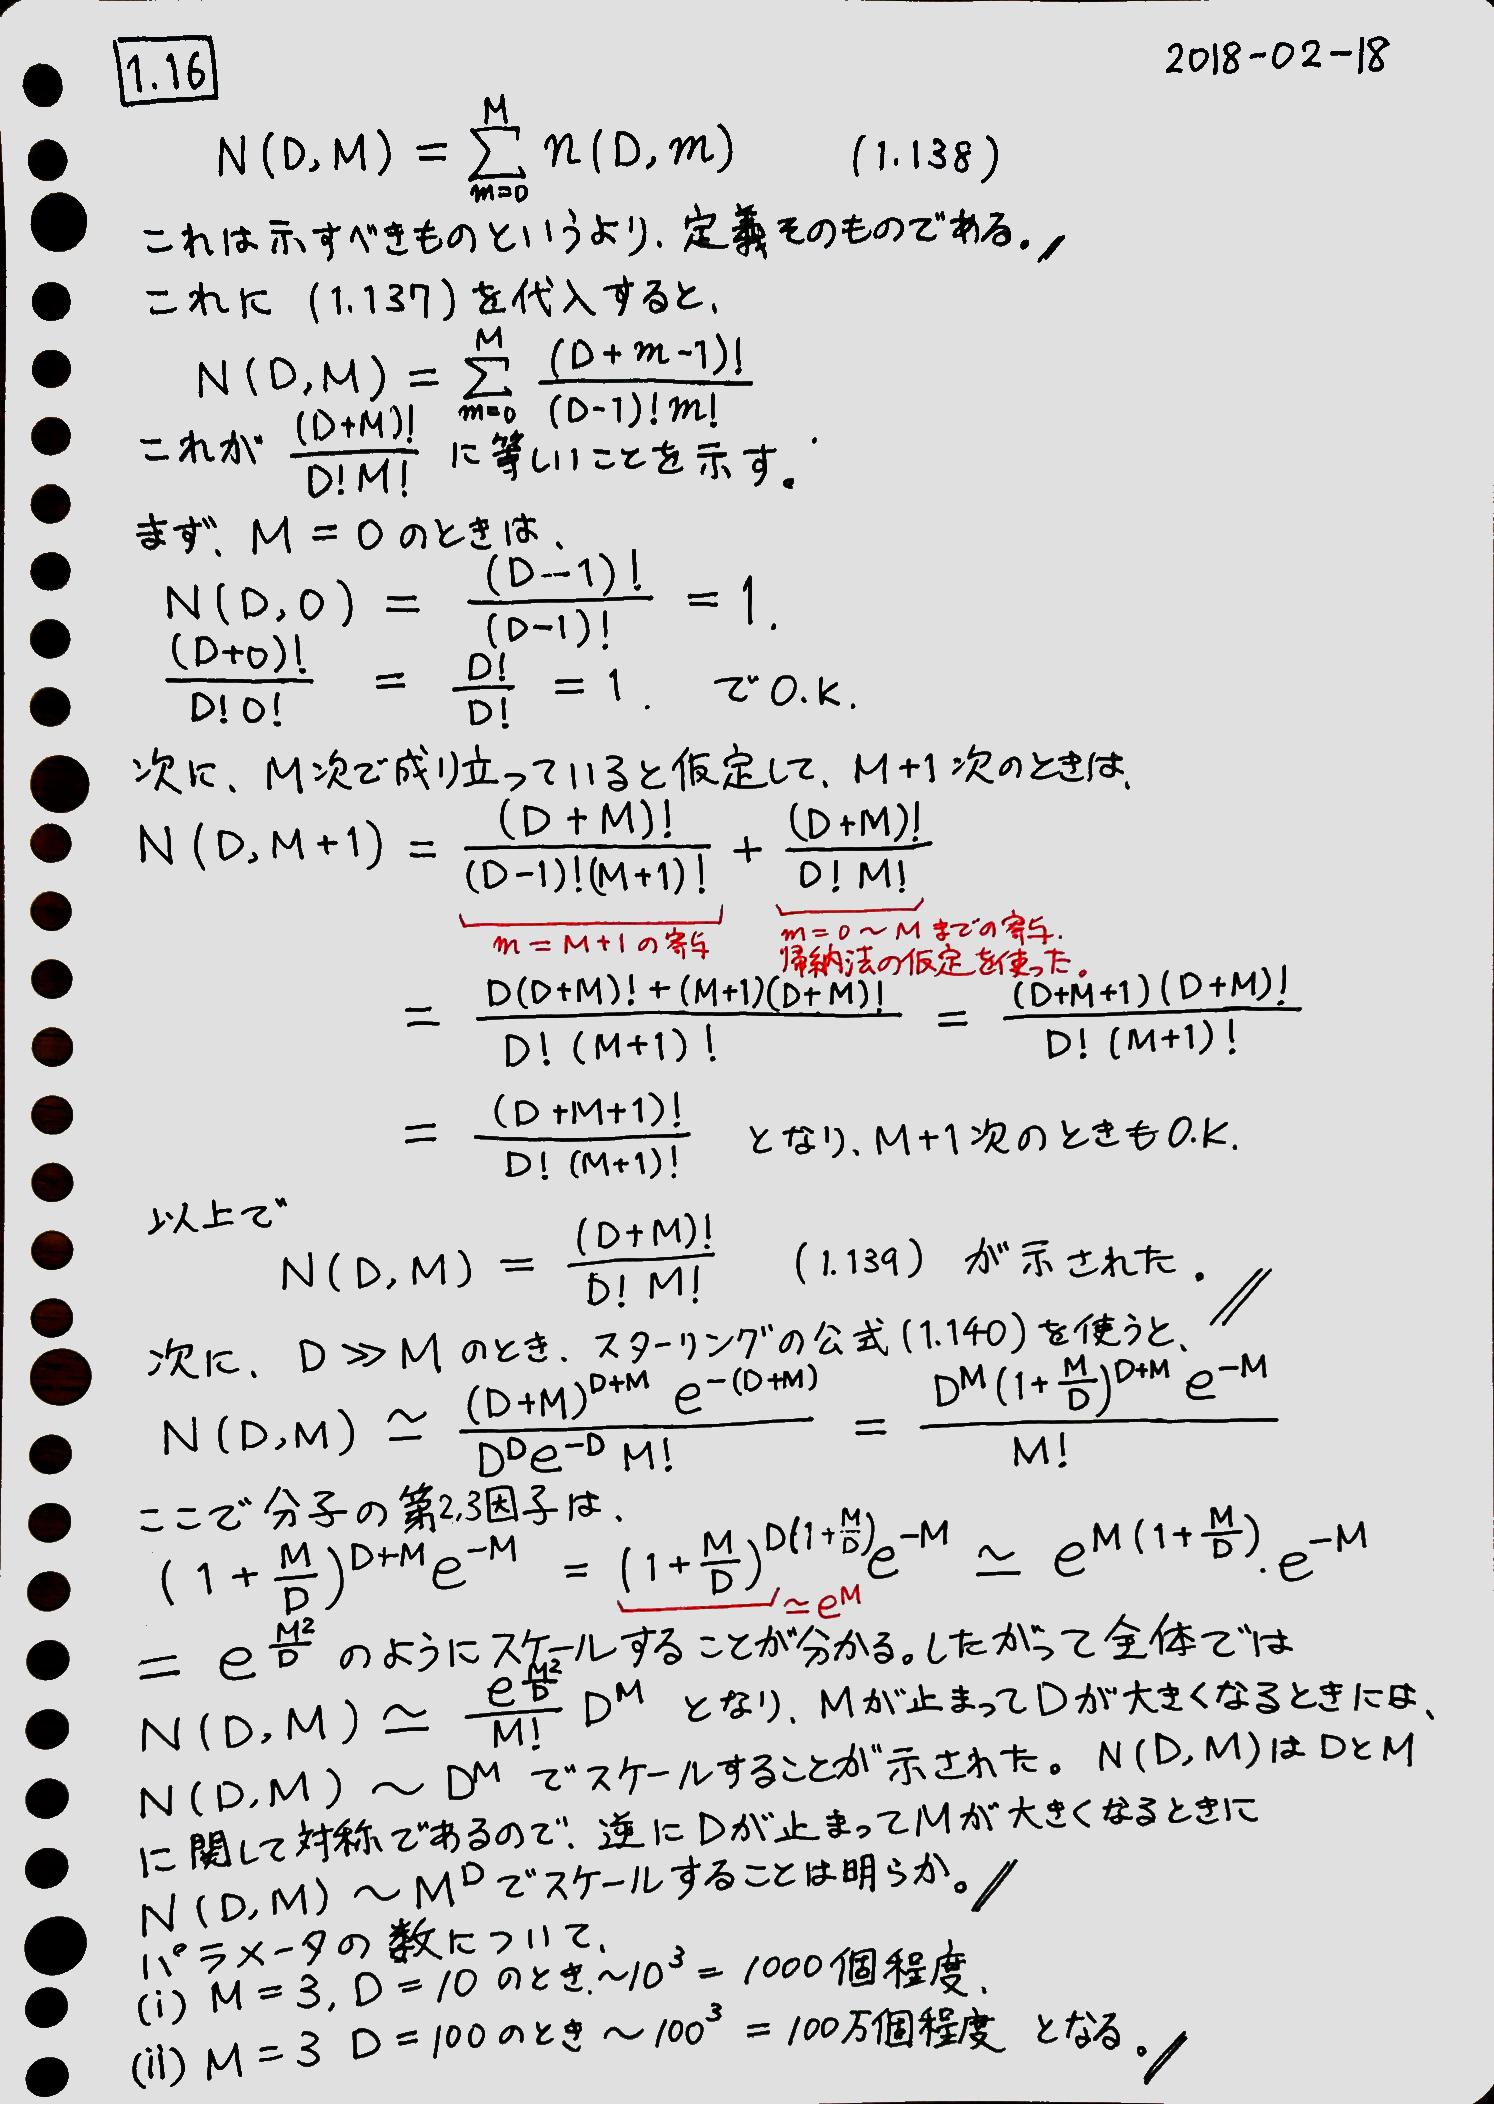 1.16 2018-02-18
N(D,M) = \sum_{m=0}^{M} n(D,m) (1.138)
これは示すべきものというより、定義そのものである。//
これに (1.137) を代入すると、
N(D,M) = \sum_{m=0}^{M} \frac{(D+m-1)!}{(D-1)!m!}
これが \frac{(D+M)!}{D!M!} に等しいことを示す。
まず、M = 0 のときは、
N(D,0) = \frac{(D-1)!}{(D-1)!} = 1.
\frac{(D+0)!}{D!0!} = \frac{D!}{D!} = 1. でO.K.
次に、M次で成り立っていると仮定して、M+1次のときは、
N(D,M+1) = \frac{(D+M)!}{(D-1)!(M+1)!} + \frac{(D+M)!}{D!M!}
m=M+1の寄与 m=0～Mまでの寄与.
帰納法の仮定を使った。
= \frac{D(D+M)!+(M+1)(D+M)!}{D!(M+1)!} = \frac{(D+M+1)(D+M)!}{D!(M+1)!}
= \frac{(D+M+1)!}{D!(M+1)!} となり、M+1次のときもO.K.
以上で
N(D,M) = \frac{(D+M)!}{D!M!} (1.139) が示された。//
次に、D≫Mのとき、スターリングの公式(1.140)を使うと、
N(D,M) ≃ \frac{(D+M)^{D+M} e^{-(D+M)}}{D^D e^{-D} M!} = \frac{D^M(1+\frac{M}{D})^{D+M} e^{-M}}{M!}
ここで分子の第2,3因子は、
(1+\frac{M}{D})^{D+M} e^{-M} = (1+\frac{M}{D})^{D(1+\frac{M}{D})} e^{-M} ≃ e^{M(1+\frac{M}{D})}・e^{-M}
≃e^M
= e^{\frac{M^2}{D}} のようにスケールすることが分かる。したがって全体では
N(D,M) ≃ \frac{e^{\frac{M^2}{D}}}{M!} D^M となり、Mが止まってDが大きくなるときには、
N(D,M) ～ D^M でスケールすることが示された。N(D,M)はDとM
に関して対称であるので、逆にDが止まってMが大きくなるときに
N(D,M) ～ M^D でスケールすることは明らか。//
パラメータの数について、
(i) M = 3, D = 10 のとき、～10^3 = 1000個程度、
(ii) M = 3 D = 100 のとき ～100^3 = 100万個程度 となる。//